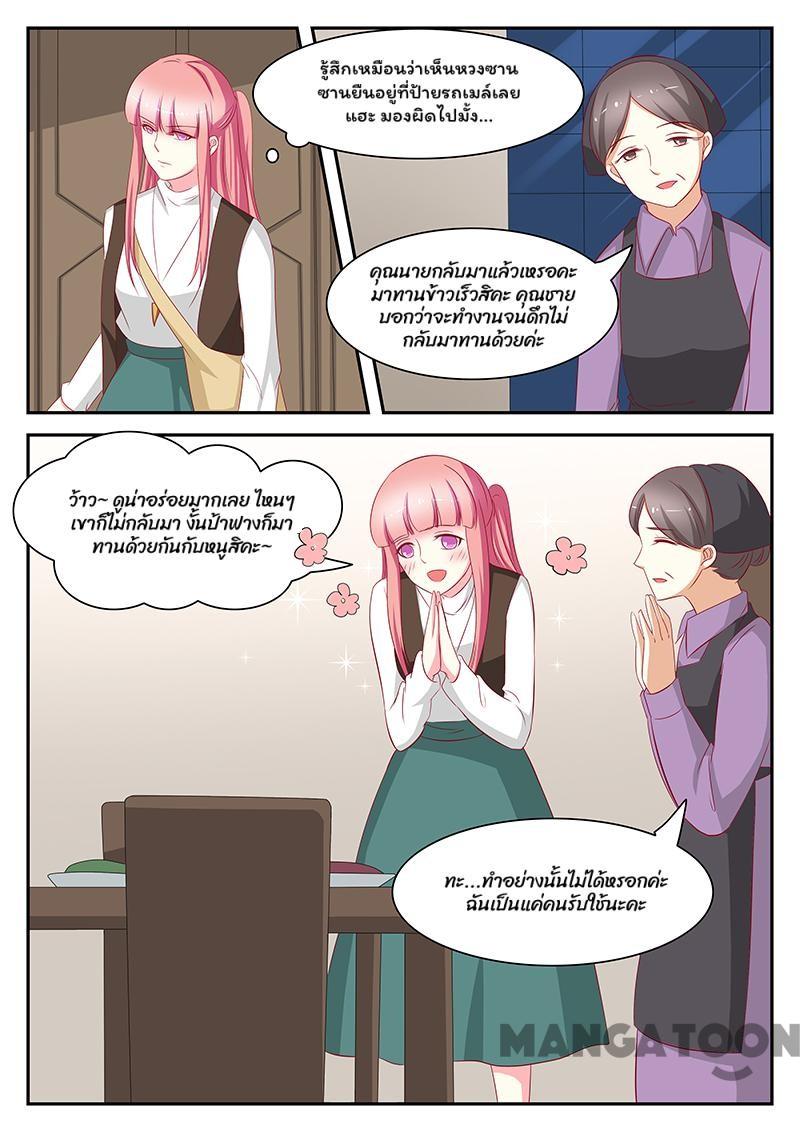 รู้สึกเหมือนว่าเห็นหวงซาน
ซานยืนอยู่ที่ป้ายรถเมล์เลย
แฮะ มองผิดไปมั้ง...
คุณนายกลับมาแล้วเหรอคะ
มาทานข้าวเร็วสิคะ คุณชาย
บอกว่าจะทำงานจนดึกไม่
กลับมาทานด้วยค่ะ
ว้าว~ ดูน่าอร่อยมากเลย ไหนๆ
เขาก็ไม่กลับมา งั้นป้าฟางก็มา
ทานด้วยกันกับหนูสิคะ~
ทะ...ทำอย่างนั้นไม่ได้หรอกค่ะ
ฉันเป็นแค่คนรับใช้นะคะ
MANGATOON